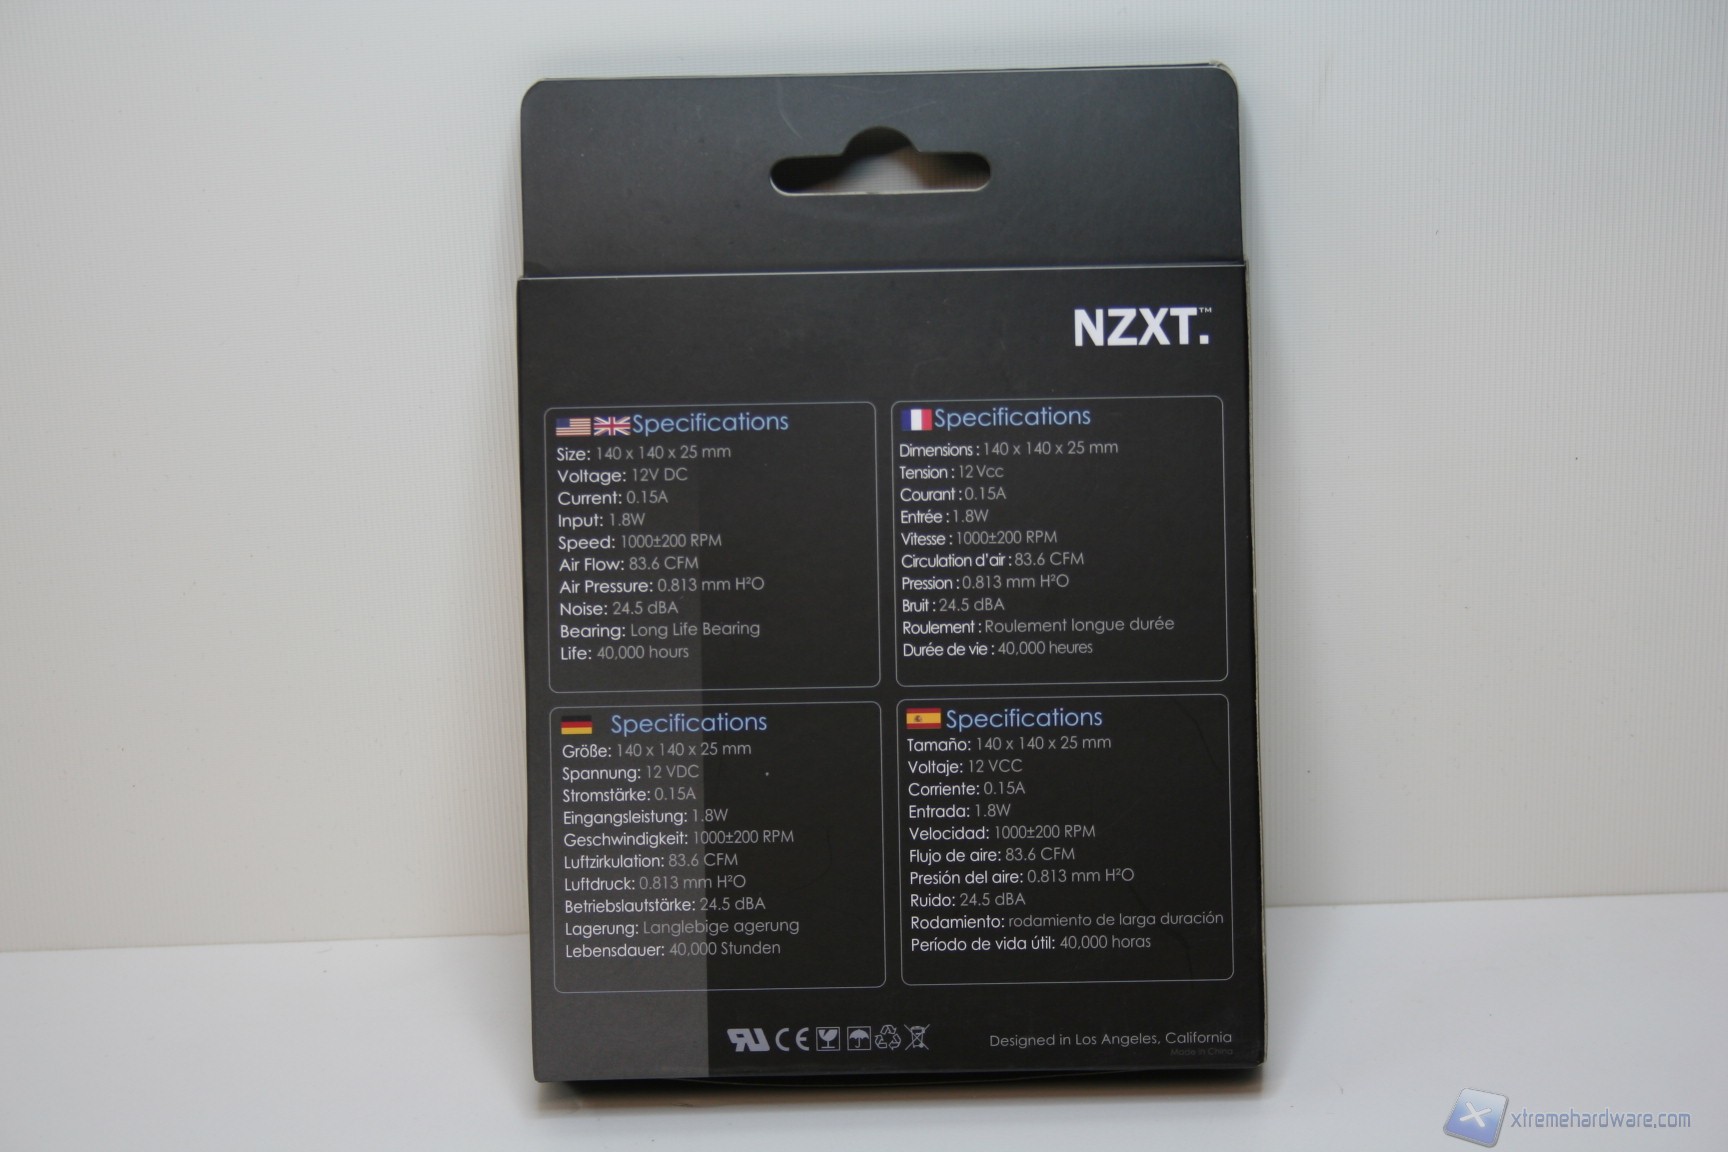 NZXT.™
Specifications
Size: 140 x 140 x 25 mm
Voltage: 12V DC
Current: 0.15A
Input: 1.8W
Speed: 1000±200 RPM
Air Flow: 83.6 CFM
Air Pressure: 0.813 mm H²O
Noise: 24.5 dBA
Bearing: Long Life Bearing
Life: 40,000 hours
Specifications
Dimensions : 140 x 140 x 25 mm
Tension : 12 Vcc
Courant : 0.15A
Entrée : 1.8W
Vitesse : 1000±200 RPM
Circulation d'air : 83.6 CFM
Pression : 0.813 mm H²O
Bruit : 24.5 dBA
Roulement : Roulement longue durée
Durée de vie : 40,000 heures
Specifications
Größe: 140 x 140 x 25 mm
Spannung: 12 VDC
Stromstärke: 0.15A
Eingangsleistung: 1.8W
Geschwindigkeit: 1000±200 RPM
Luftzirkulation: 83.6 CFM
Luftdruck: 0.813 mm H²O
Betriebslautstärke: 24.5 dBA
Lagerung: Langlebige agerung
Lebensdauer: 40,000 Stunden
Specifications
Tamaño: 140 x 140 x 25 mm
Voltaje: 12 VCC
Corriente: 0.15A
Entrada: 1.8W
Velocidad: 1000±200 RPM
Flujo de aire: 83.6 CFM
Presión del aire: 0.813 mm H²O
Ruido: 24.5 dBA
Rodamiento: rodamiento de larga duración
Período de vida útil: 40,000 horas
CE
Designed in Los Angeles, California
Made in China
xtremehardware.com